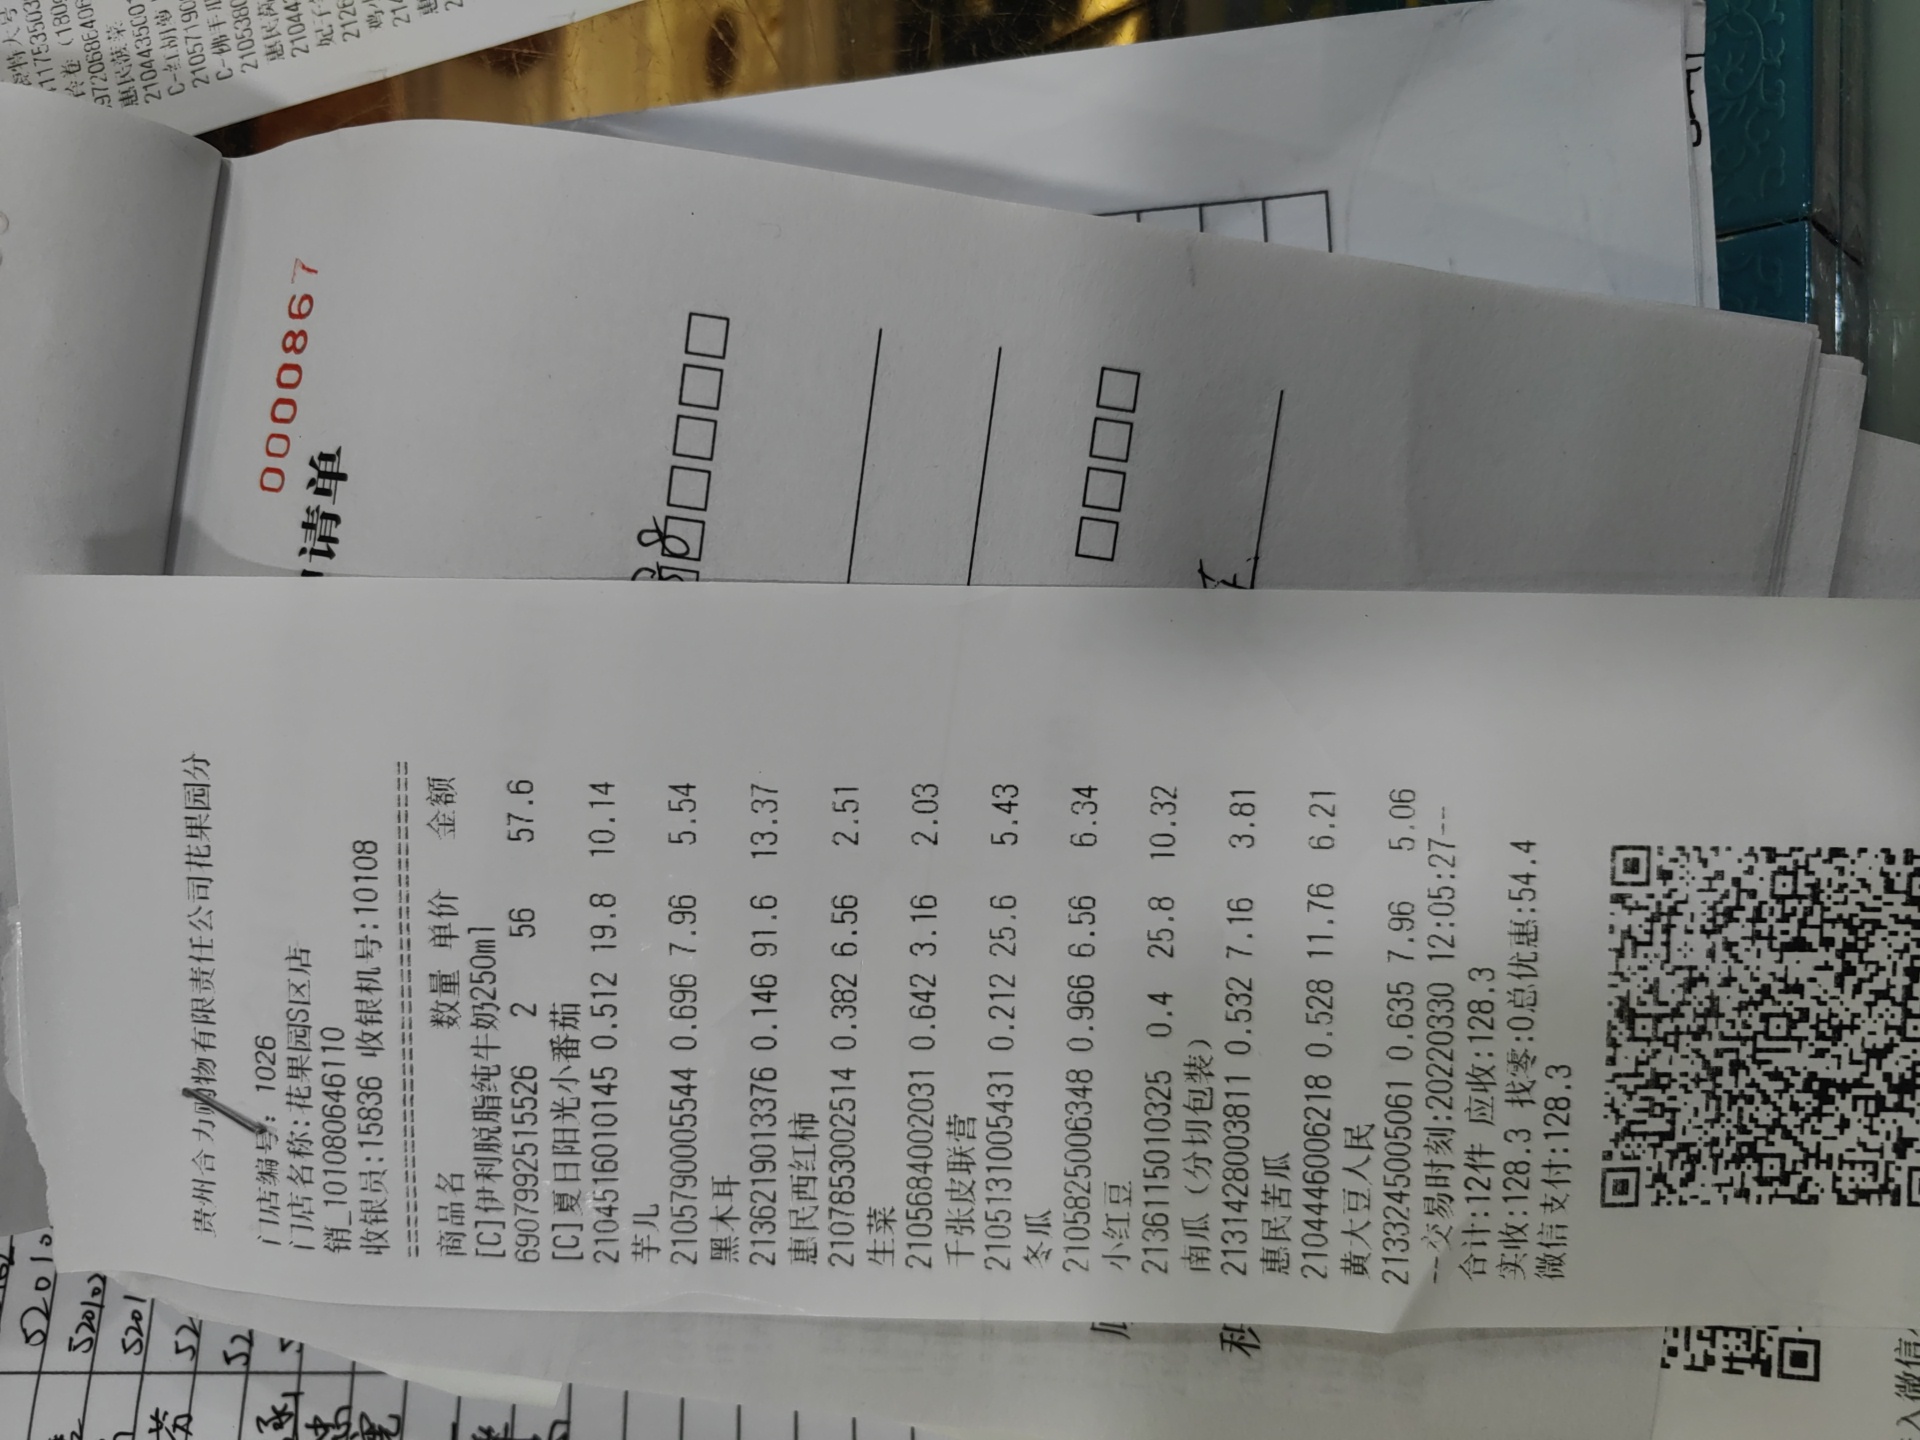 贵州合力购物有限责任公司花果园分
门店编号: 1026
门店名称:花果园S区店
销_101080646110
收银员:15836 收银机号:10108
商品名 数量 单价 金额
[C]伊利脱脂纯牛奶250ml
6907992515526 2 56 57.6
[C]夏日阳光小番茄
2104516010145 0.512 19.8 10.14
芋儿
2105790005544 0.696 7.96 5.54
黑木耳
2136219013376 0.146 91.6 13.37
惠民西红柿
2107853002514 0.382 6.56 2.51
生菜
2105684002031 0.642 3.16 2.03
千张皮联营
2105131005431 0.212 25.6 5.43
冬瓜
2105825006348 0.966 6.56 6.34
小红豆
2136115010325 0.4 25.8 10.32
南瓜（分切包装）
2131428003811 0.532 7.16 3.81
惠民苦瓜
2104446006218 0.528 11.76 6.21
黄大豆人民
2133245005061 0.635 7.96 5.06
--交易时刻:20220330 12:05:27--
合计:12件 应收:128.3
实收:128.3 找零:0总优惠:54.4
微信支付:128.3
0000867
请单
惠民菠菜